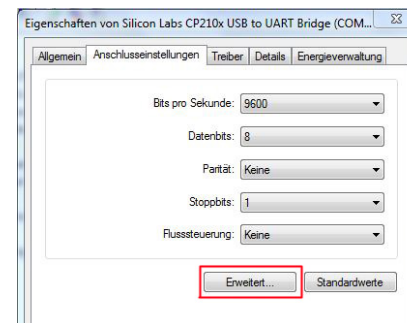 Eigenschaften von Silicon Labs CP210x USB to UART Bridge (COM...
Allgemein Anschlusseinstellungen Treiber Details Energieverwaltung
Bits pro Sekunde: 9600
Datenbits: 8
Parität: Keine
Stoppbits: 1
Flusssteuerung: Keine
Erweitert... Standardwerte